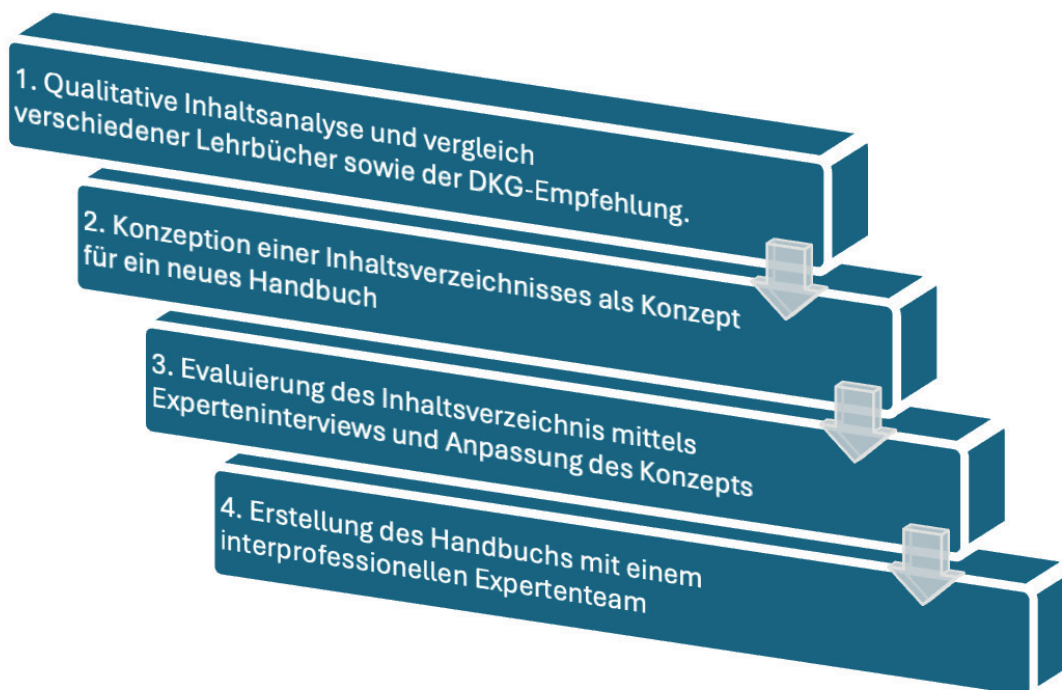 1. Qualitative Inhaltsanalyse und vergleich
verschiedener Lehrbücher sowie der DKG-Empfehlung.
2. Konzeption einer Inhaltsverzeichnisses als Konzept
für ein neues Handbuch
3. Evaluierung des Inhaltsverzeichnis mittels
Experteninterviews und Anpassung des Konzepts
4. Erstellung des Handbuchs mit einem
interprofessionellen Expertenteam